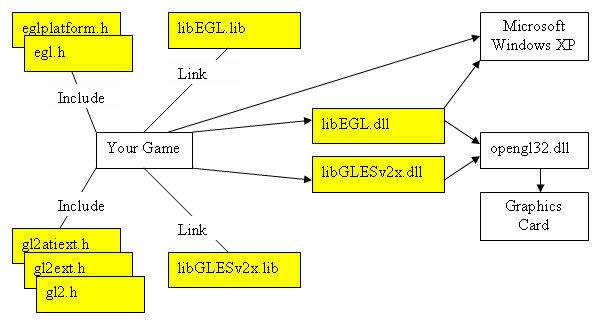 eglplatform.h
egl.h
libEGL.lib
Microsoft
Windows XP
Link
Include
libEGL.dll
Your Game
opengl32.dll
libGLESv2x.dll
Include
Link
Graphics
Card
gl2atiext.h
gl2ext.h
gl2.h
libGLESv2x.lib